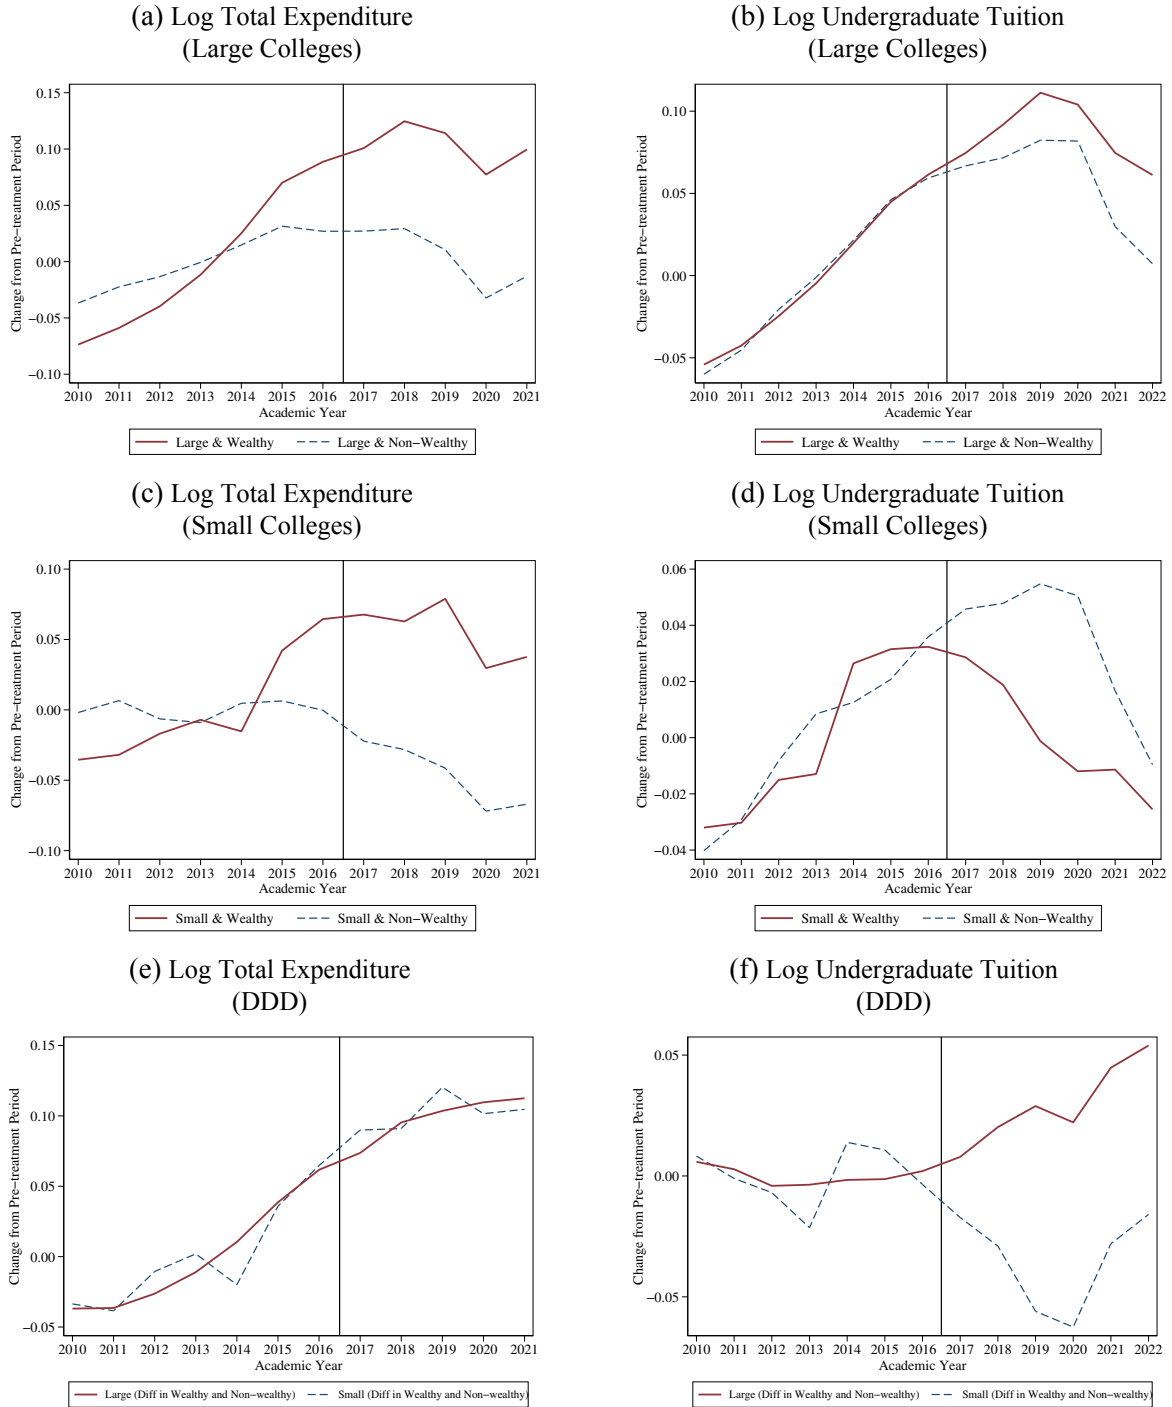 (a) Log Total Expenditure
(Large Colleges)
Change from Pre−treatment Period
0.15
0.10
0.05
0.00
−0.05
−0.10
2010 2011 2012 2013 2014 2015 2016 2017 2018 2019 2020 2021
Academic Year
Large & Wealthy Large & Non−Wealthy
(b) Log Undergraduate Tuition
(Large Colleges)
Change from Pre−treatment Period
0.10
0.05
0.00
−0.05
2010 2011 2012 2013 2014 2015 2016 2017 2018 2019 2020 2021 2022
Academic Year
Large & Wealthy Large & Non−Wealthy
(c) Log Total Expenditure
(Small Colleges)
Change from Pre−treatment Period
0.10
0.05
0.00
−0.05
−0.10
2010 2011 2012 2013 2014 2015 2016 2017 2018 2019 2020 2021
Academic Year
Small & Wealthy Small & Non−Wealthy
(d) Log Undergraduate Tuition
(Small Colleges)
Change from Pre−treatment Period
0.06
0.04
0.02
0.00
−0.02
−0.04
2010 2011 2012 2013 2014 2015 2016 2017 2018 2019 2020 2021 2022
Academic Year
Small & Wealthy Small & Non−Wealthy
(e) Log Total Expenditure
(DDD)
Change from Pre−treatment Period
0.15
0.10
0.05
0.00
−0.05
2010 2011 2012 2013 2014 2015 2016 2017 2018 2019 2020 2021
Academic Year
Large (Diff in Wealthy and Non−wealthy) Small (Diff in Wealthy and Non−wealthy)
(f) Log Undergraduate Tuition
(DDD)
Change from Pre−treatment Period
0.05
0.00
−0.05
2010 2011 2012 2013 2014 2015 2016 2017 2018 2019 2020 2021 2022
Academic Year
Large (Diff in Wealthy and Non−wealthy) Small (Diff in Wealthy and Non−wealthy)